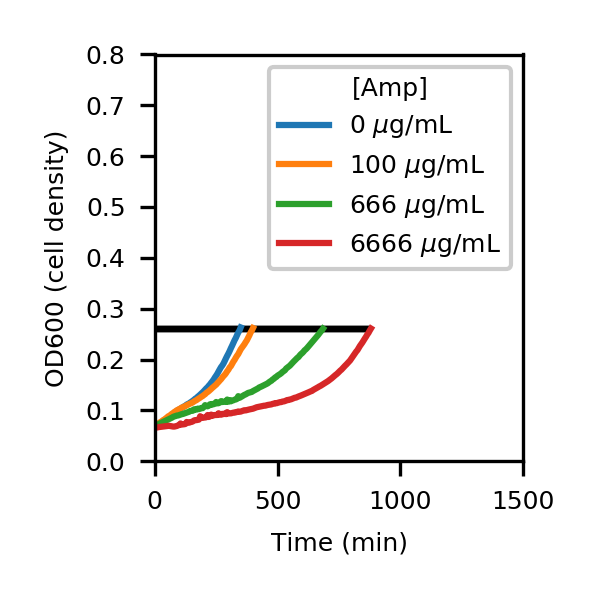 0.8
0.7
0.6
0.5
0.4
0.3
0.2
0.1
0.0
OD600 (cell density)
[Amp]
0 μg/mL
100 μg/mL
666 μg/mL
6666 μg/mL
0 500 1000 1500
Time (min)